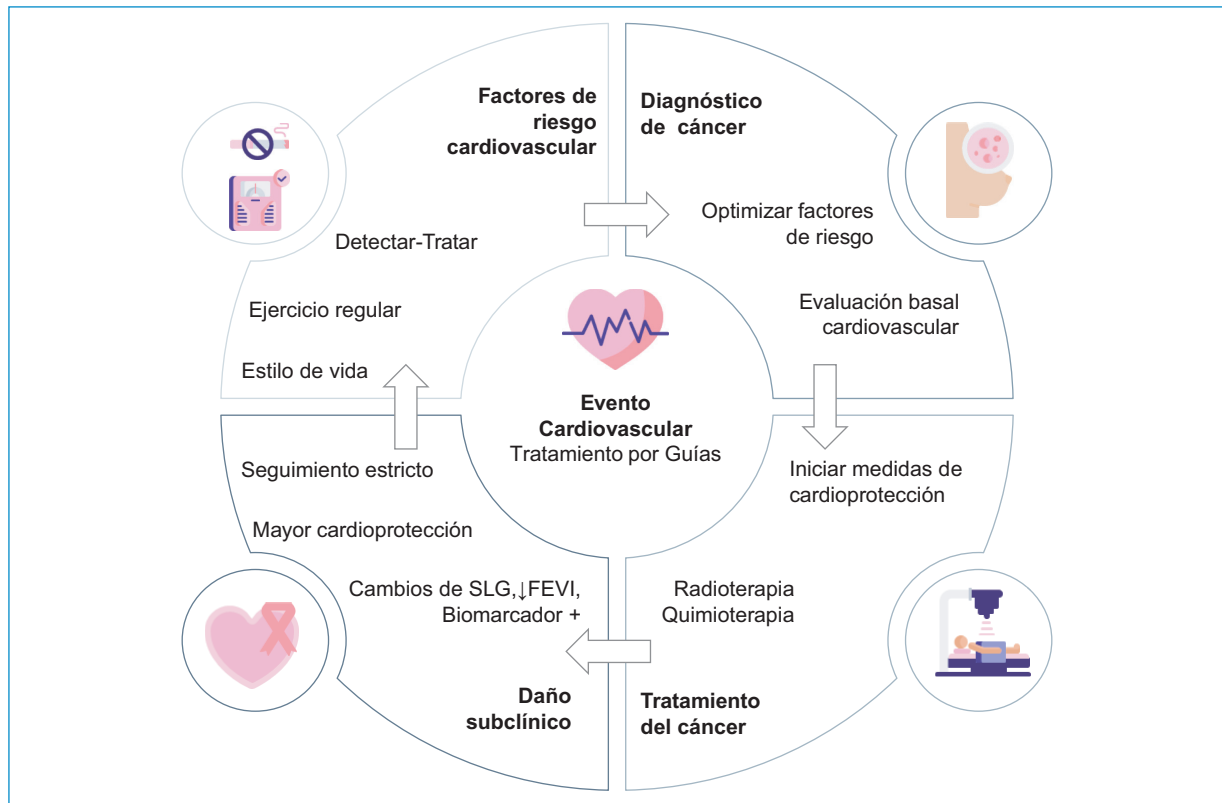 Factores de
riesgo
cardiovascular
Detectar-Tratar
Ejercicio regular
Estilo de vida
Diagnóstico
de cáncer
Optimizar factores
de riesgo
Evaluación basal
cardiovascular
Evento
Cardiovascular
Tratamiento por Guías
Iniciar medidas de
cardioprotección
Radioterapia
Quimioterapia
Tratamiento
del cáncer
Seguimiento estricto
Mayor cardioprotección
Cambios de SLG,↓FEVI,
Biomarcador +
Daño
subclínico